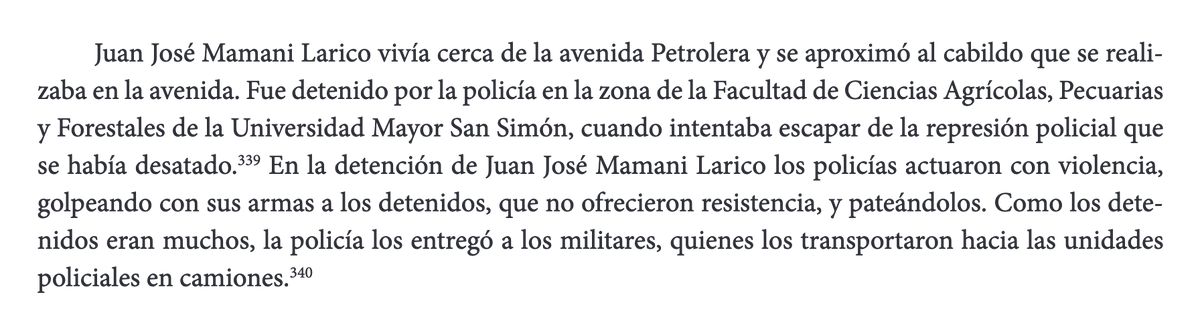 Juan José Mamani Larico vivía cerca de la avenida Petrolera y se aproximó al cabildo que se reali-
zaba en la avenida. Fue detenido por la policía en la zona de la Facultad de Ciencias Agrícolas, Pecuarias
y Forestales de la Universidad Mayor San Simón, cuando intentaba escapar de la represión policial que
se había desatado.³³⁹ En la detención de Juan José Mamani Larico los policías actuaron con violencia,
golpeando con sus armas a los detenidos, que no ofrecieron resistencia, y pateándolos. Como los dete-
nidos eran muchos, la policía los entregó a los militares, quienes los transportaron hacia las unidades
policiales en camiones.³⁴⁰